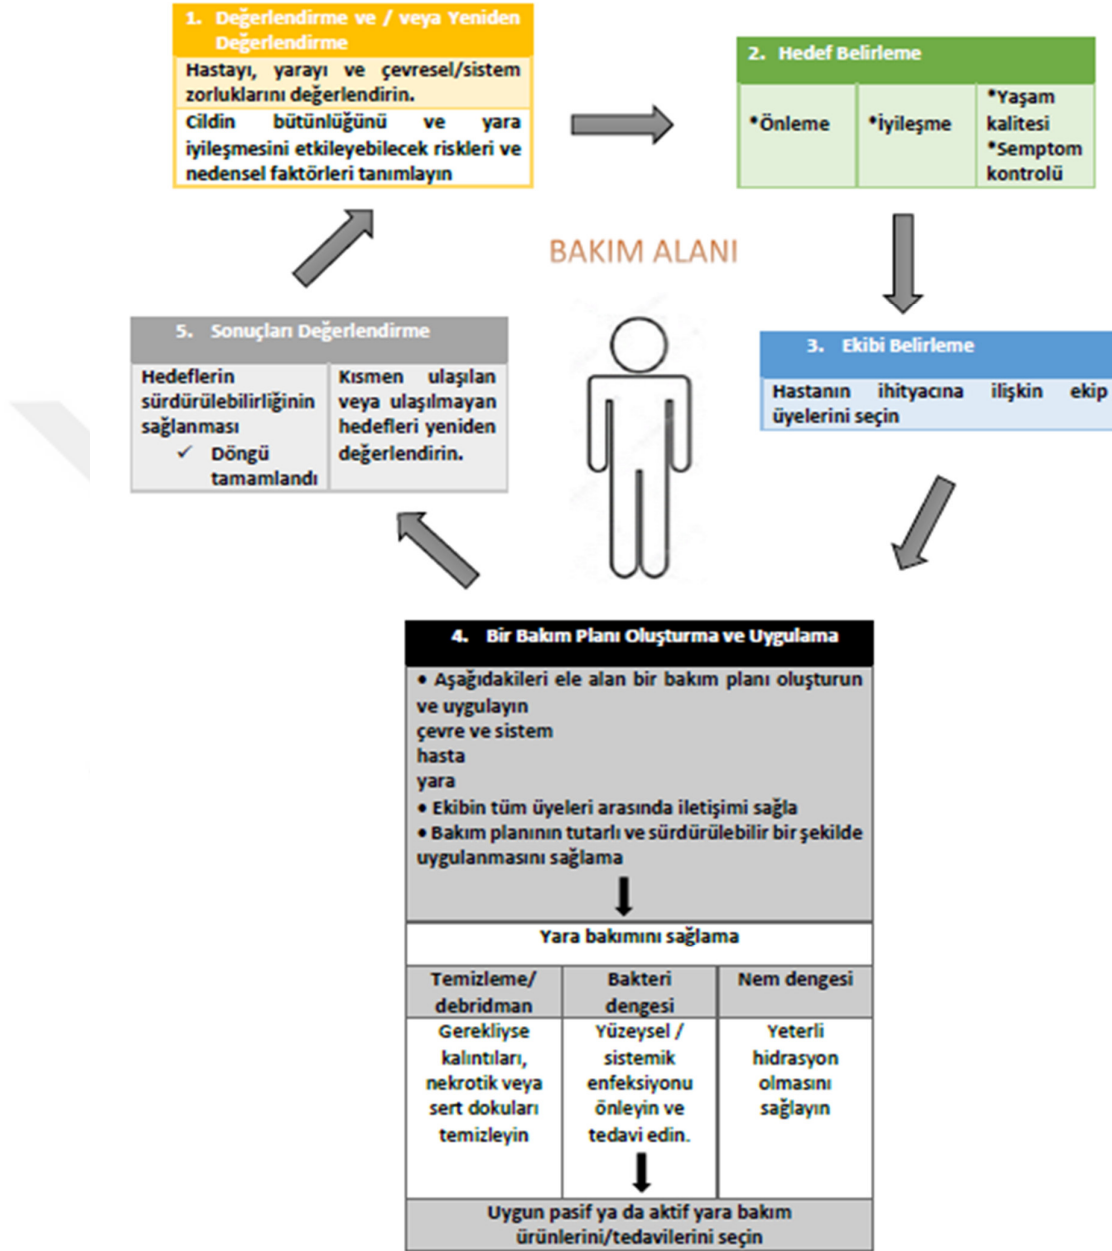 1. Değerlendirme ve / veya Yeniden
Değerlendirme
Hastayı, yarayı ve çevresel/sistem
zorluklarını değerlendirin.
Cildin bütünlüğünü ve yara
iyileşmesini etkileyebilecek riskleri ve
nedensel faktörleri tanımlayın
2. Hedef Belirleme
*Önleme
*İyileşme
*Yaşam
kalitesi
*Semptom
kontrolü
BAKIM ALANI
3. Ekibi Belirleme
Hastanın ihityacına ilişkin ekip
üyelerini seçin
4. Bir Bakım Planı Oluşturma ve Uygulama
• Aşağıdakileri ele alan bir bakım planı oluşturun
ve uygulayın
çevre ve sistem
hasta
yara
• Ekibin tüm üyeleri arasında iletişimi sağla
• Bakım planının tutarlı ve sürdürülebilir bir şekilde
uygulanmasını sağlama
Yara bakımını sağlama
Temizleme/
debridman
Gerekliyse
kalıntıları,
nekrotik veya
sert dokuları
temizleyin
Bakteri
dengesi
Yüzeysel /
sistemik
enfeksiyonu
önleyin ve
tedavi edin.
Nem dengesi
Yeterli
hidrasyon
olmasını
sağlayın
Uygun pasif ya da aktif yara bakım
ürünlerini/tedavilerini seçin
5. Sonuçları Değerlendirme
Hedeflerin
sürdürülebilirliğinin
sağlanması
✓ Döngü
tamamlandı
Kısmen ulaşılan
veya ulaşılmayan
hedefleri yeniden
değerlendirin.